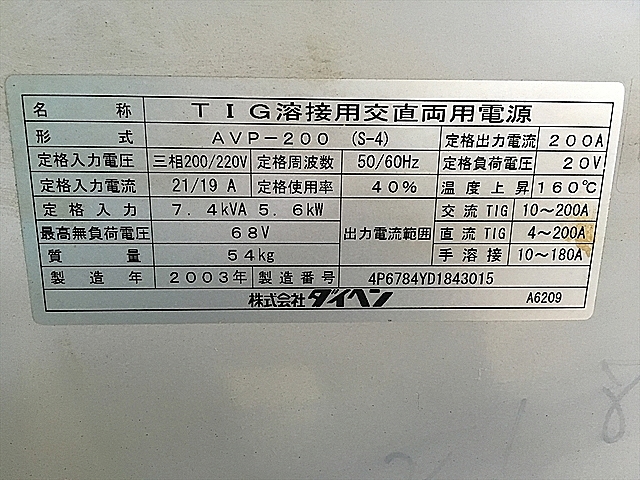 名称 TIG溶接用交直両用電源
形式 AVP-200 (S-4) 定格出力電流 200A
定格入力電圧 三相200/220V 定格周波数 50/60Hz 定格負荷電圧 20V
定格入力電流 21/19 A 定格使用率 40% 温度上昇 160℃
定格入力 7.4kVA 5.6kW 出力電流範囲 交流TIG 10~200A
最高無負荷電圧 68V 直流TIG 4~200A
質量 54kg 手溶接 10~180A
製造年 2003年 製造番号 4P6784YD1843015
株式会社ダイヘン A6209